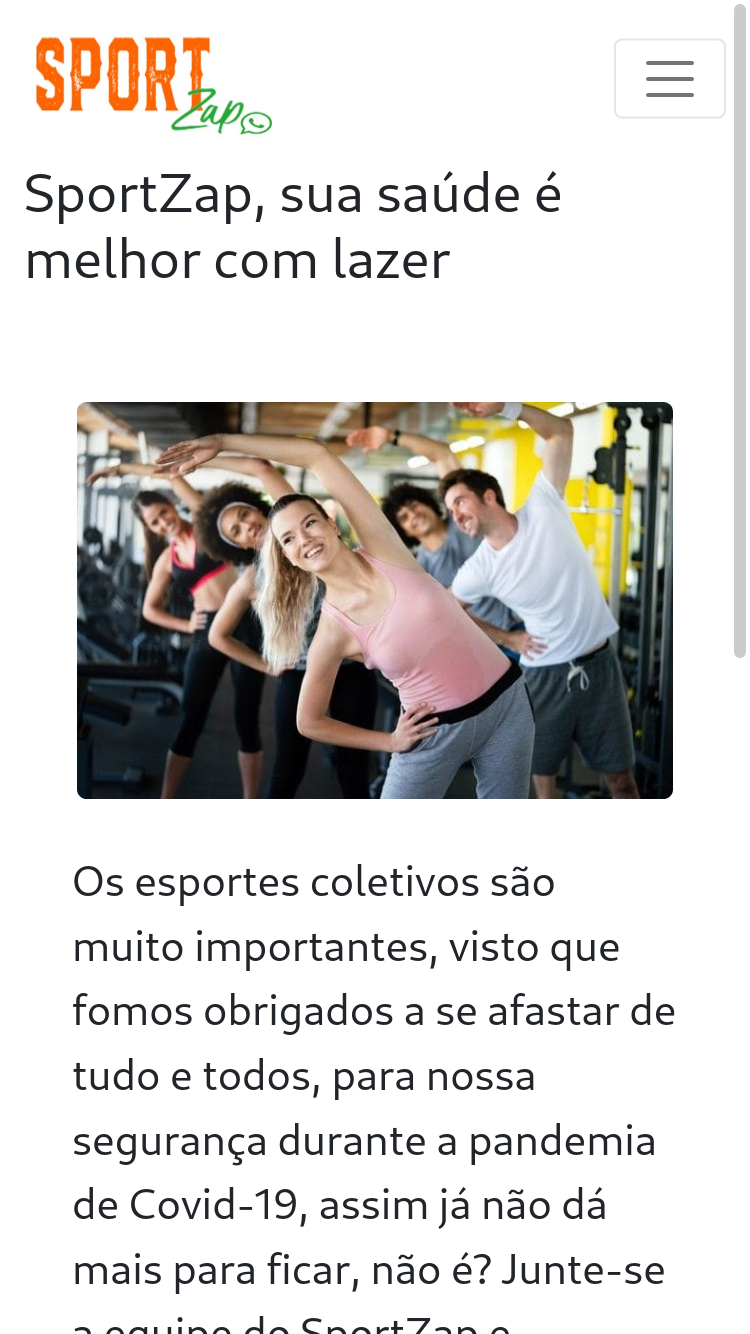 SPORT
Zap
SportZap, sua saúde é
melhor com lazer
Os esportes coletivos são
muito importantes, visto que
fomos obrigados a se afastar de
tudo e todos, para nossa
segurança durante a pandemia
de Covid-19, assim já não dá
mais para ficar, não é? Junte-se
a equipe do SportZap e